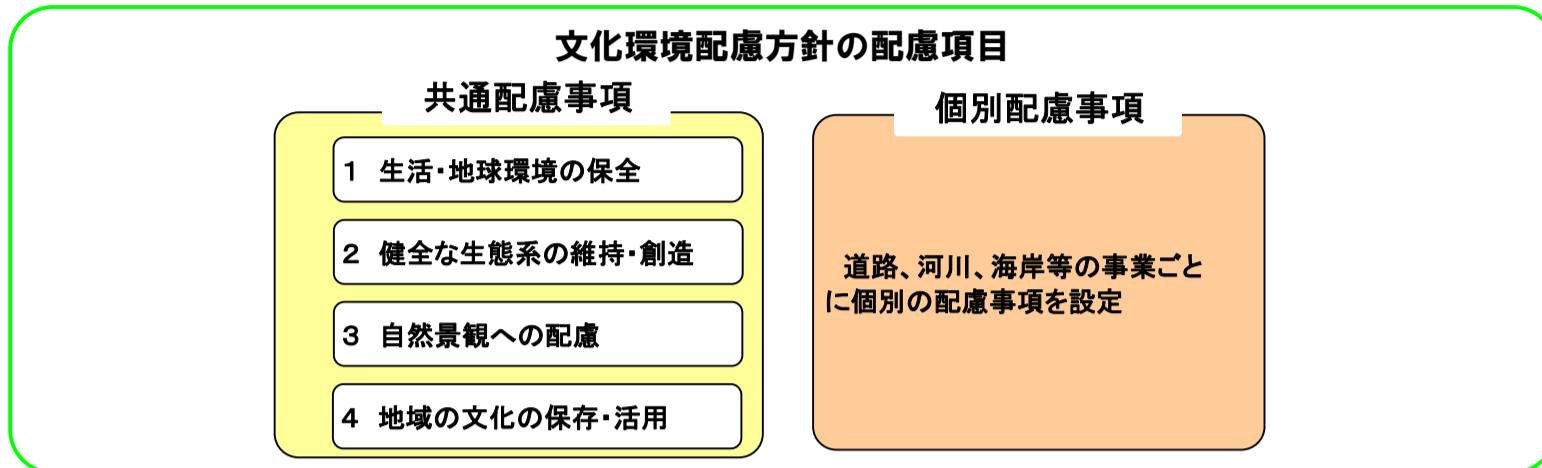 文化環境配慮方針の配慮項目
共通配慮事項
1 生活・地球環境の保全
2 健全な生態系の維持・創造
3 自然景観への配慮
4 地域の文化の保存・活用
個別配慮事項
道路、河川、海岸等の事業ごと
に個別の配慮事項を設定